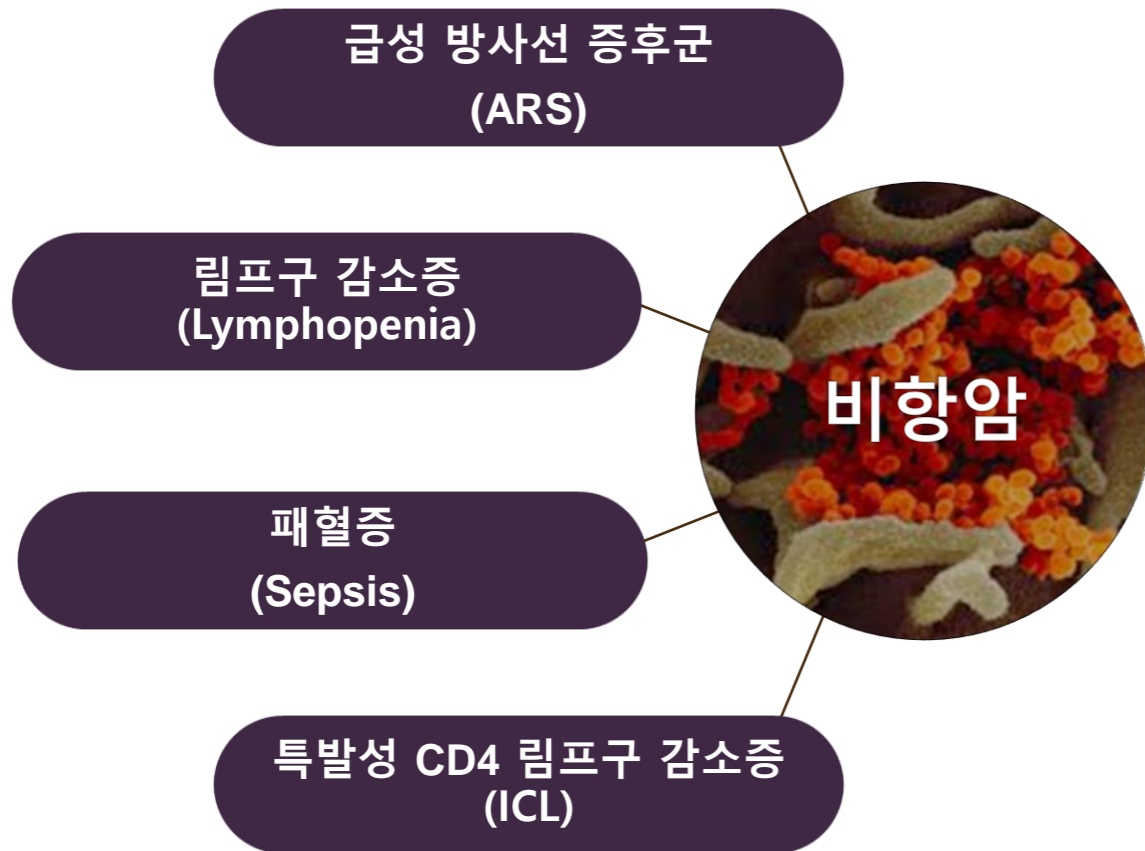 급성 방사선 증후군
(ARS)
림프구 감소증
(Lymphopenia)
비항암
패혈증
(Sepsis)
특발성 CD4 림프구 감소증
(ICL)